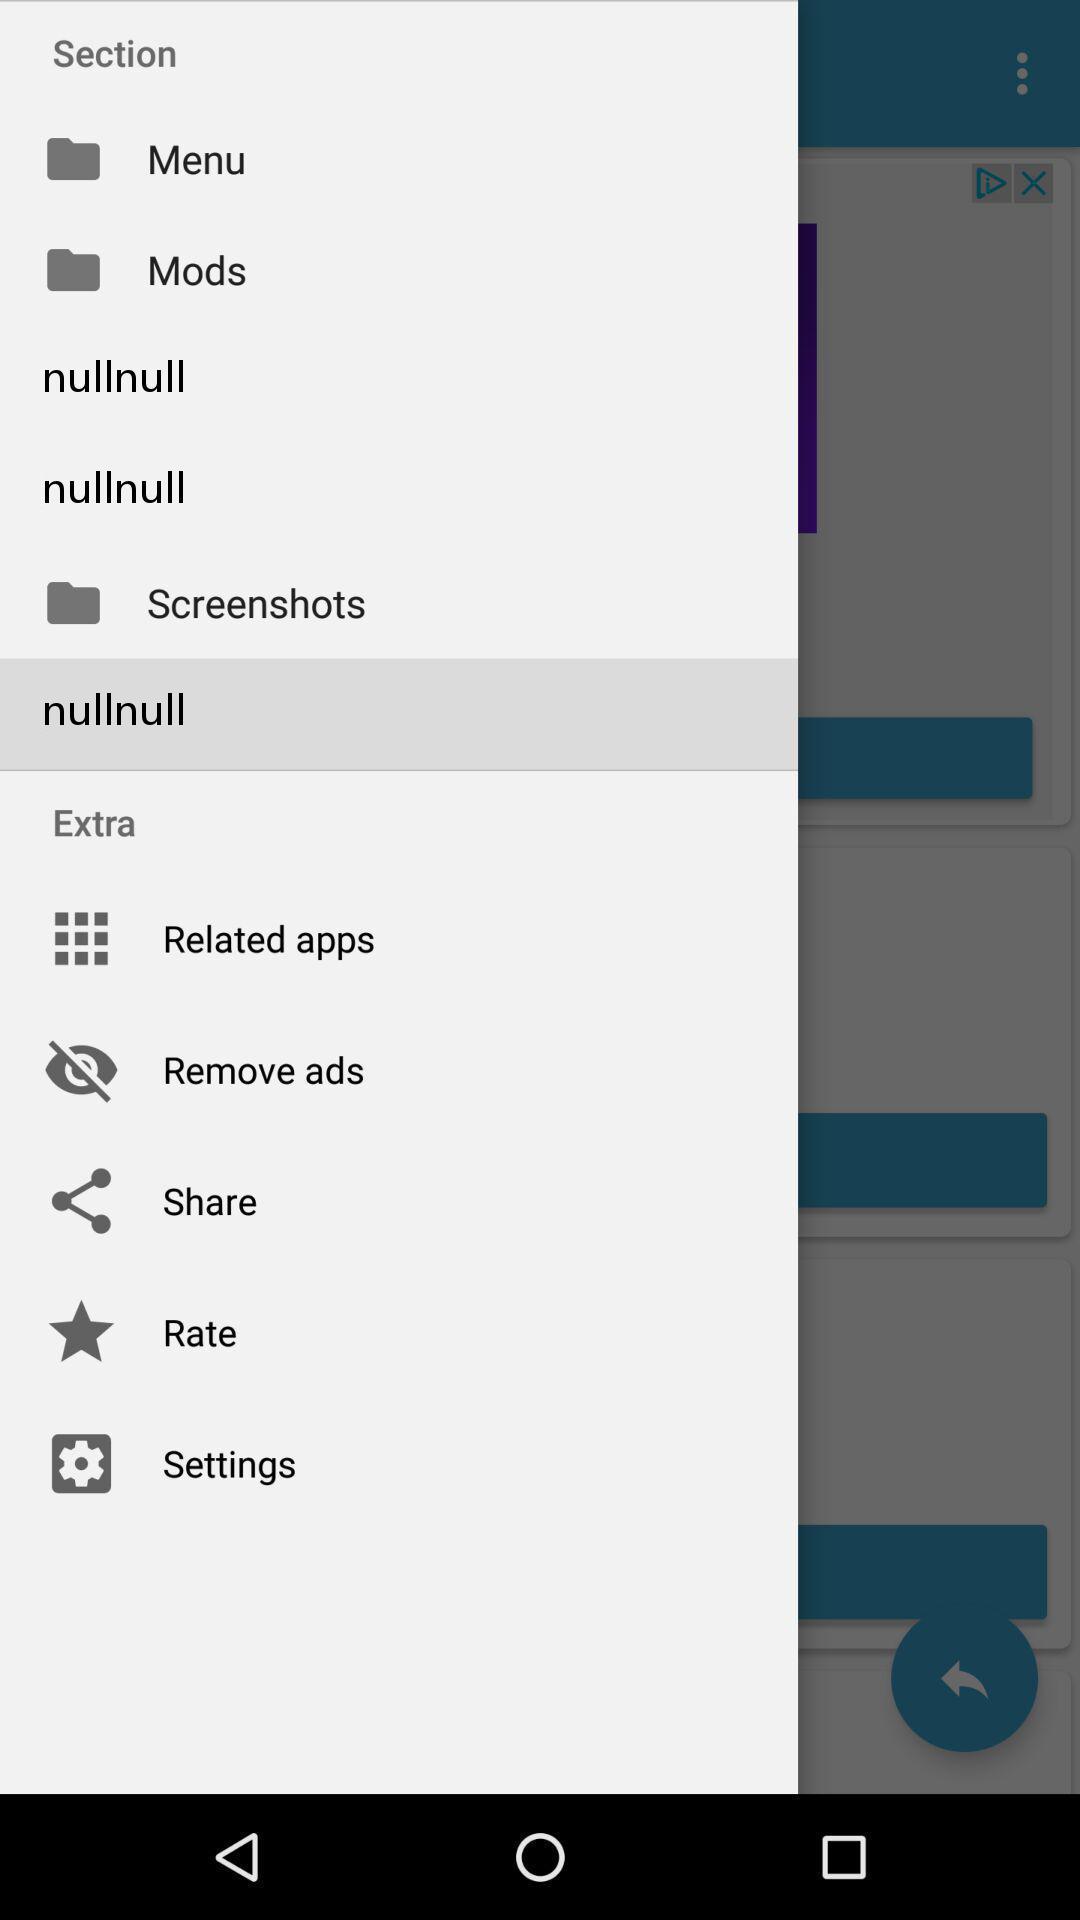 Section
Menu
Mods
nullnull
nullnull
Screenshots
nullnull
Extra
Related apps
Remove ads
Share
Rate
Settings